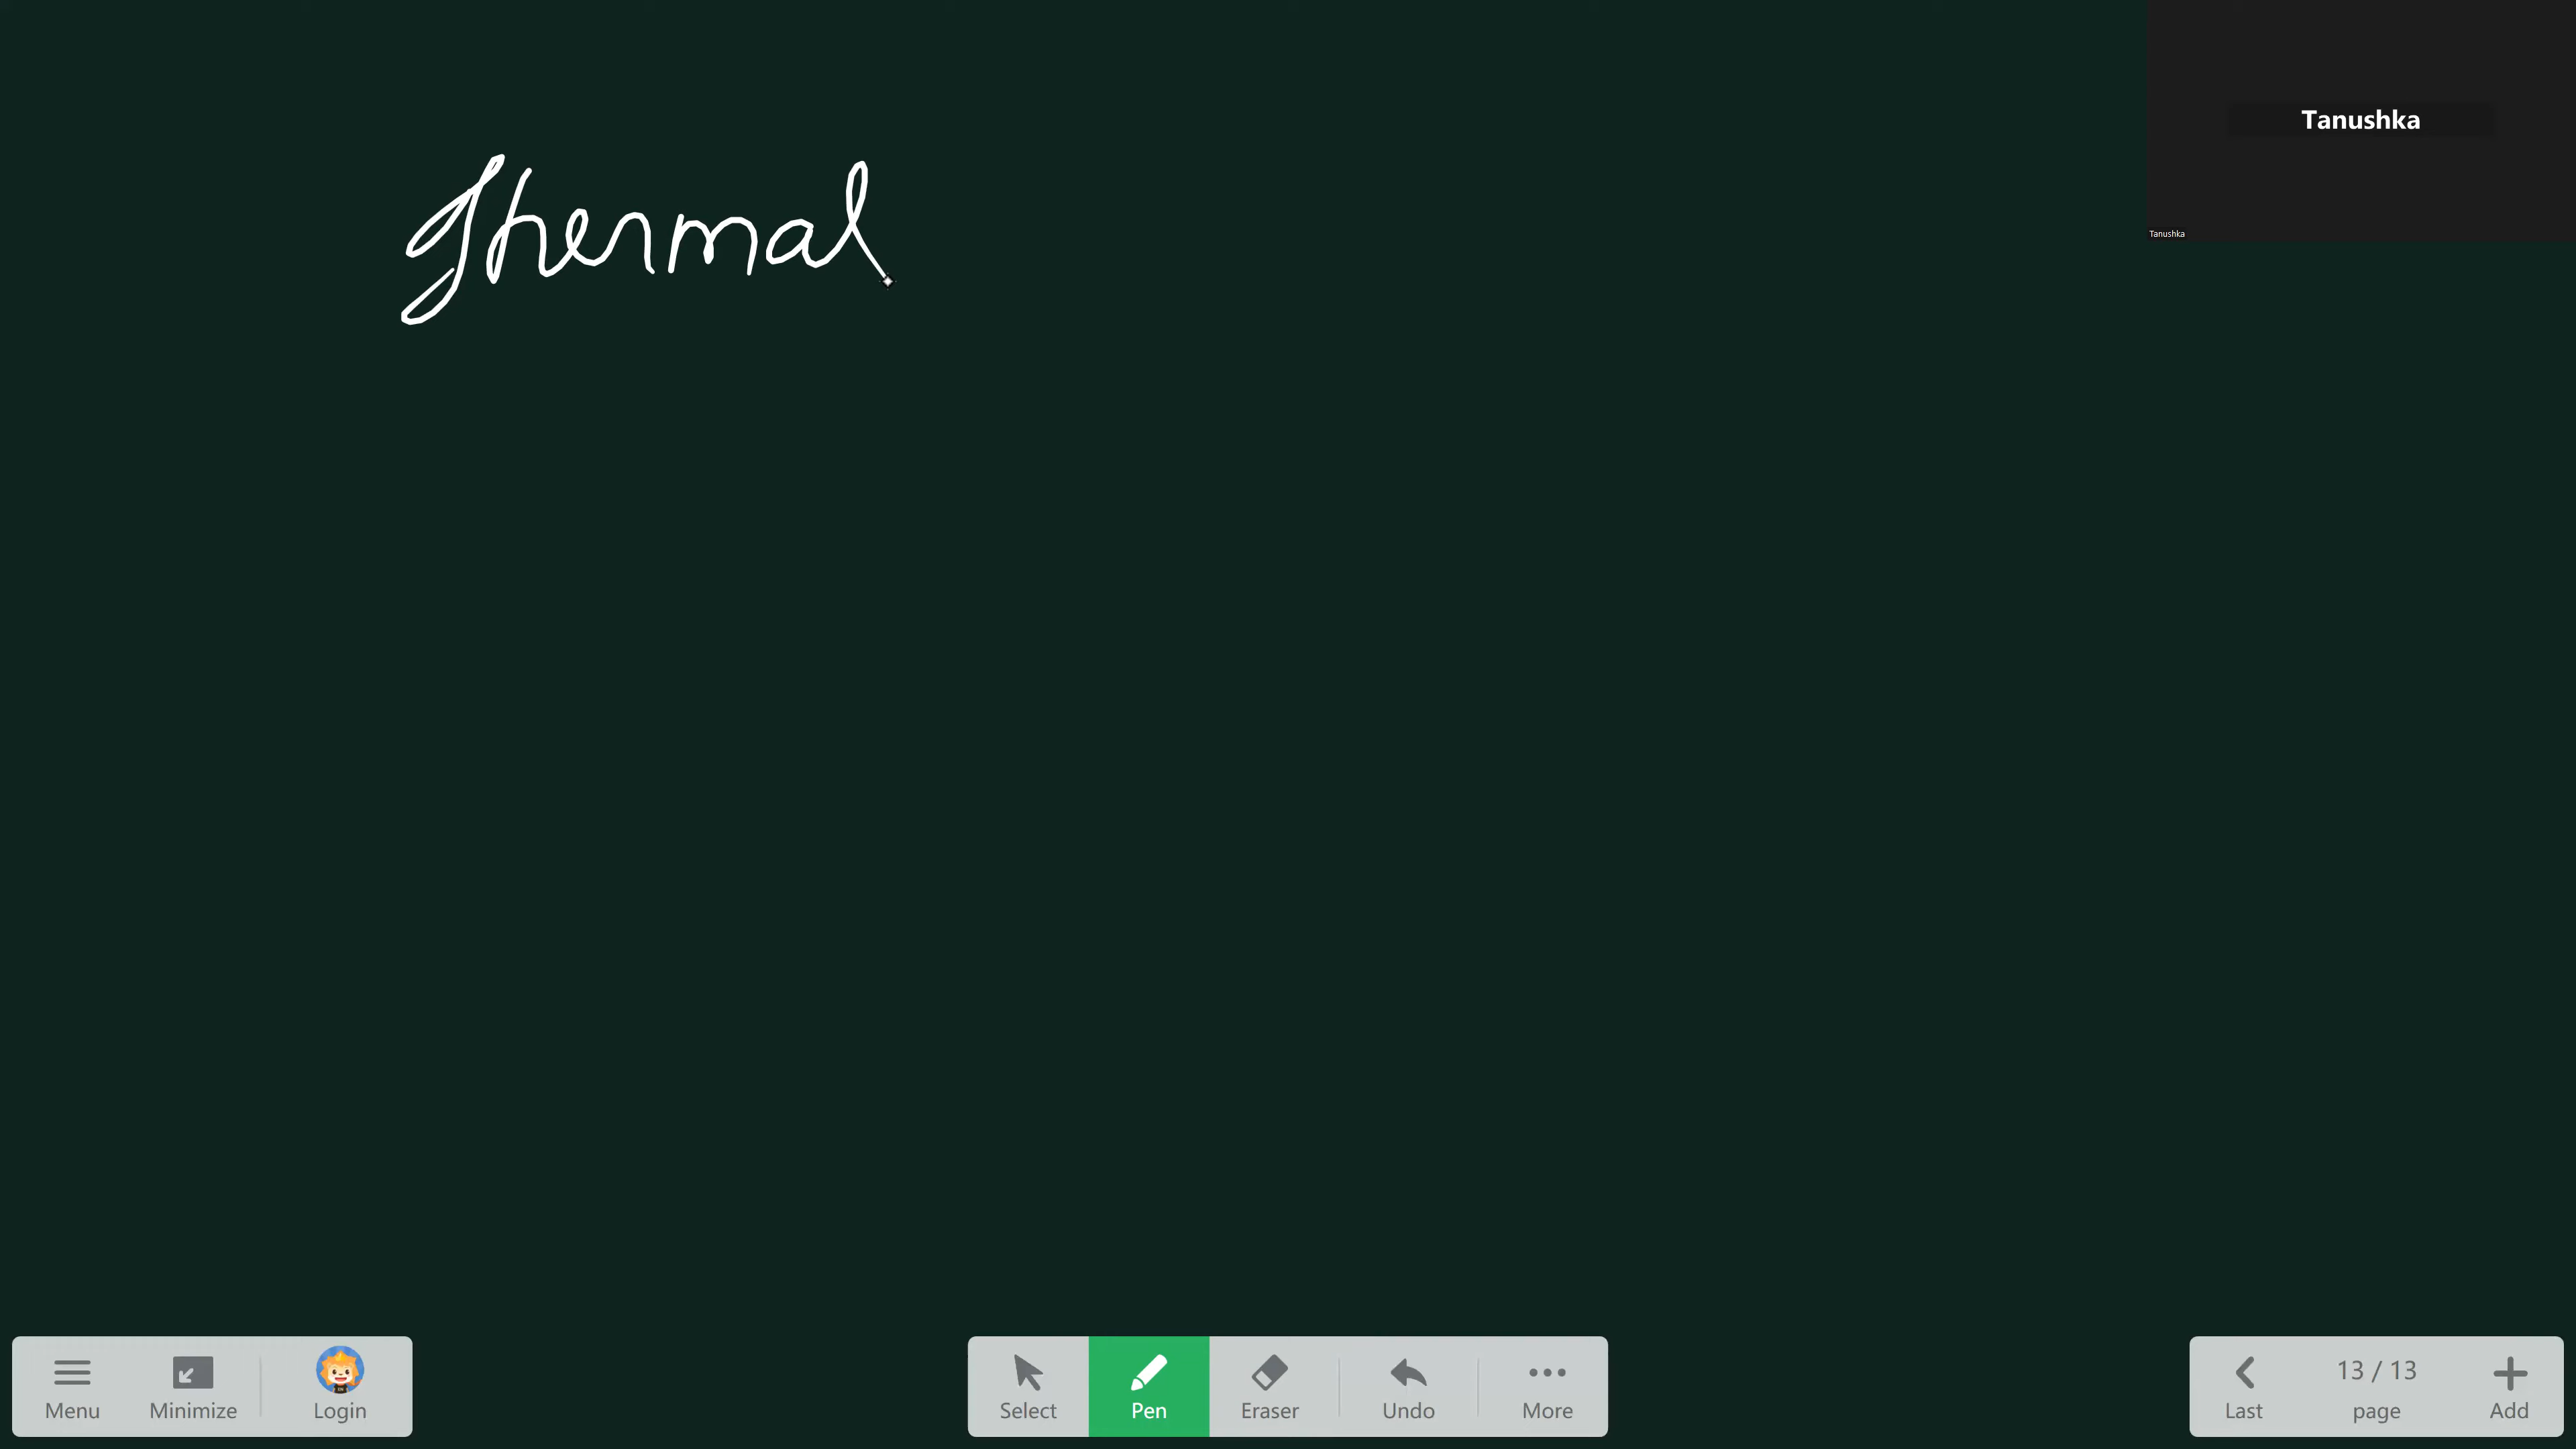 Tanushka
Thermal
Tanushka
Menu Minimize Login Select Pen Eraser Undo More Last 13 / 13 page Add